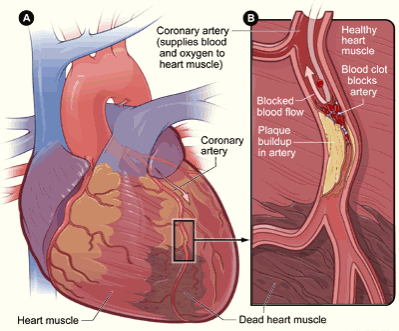 A
Coronary artery
(supplies blood
and oxygen to
heart muscle)
Coronary
artery
Heart muscle
Dead heart muscle
B
Healthy
heart
muscle
Blood clot
blocks
artery
Blocked
blood flow
Plaque
buildup
in artery